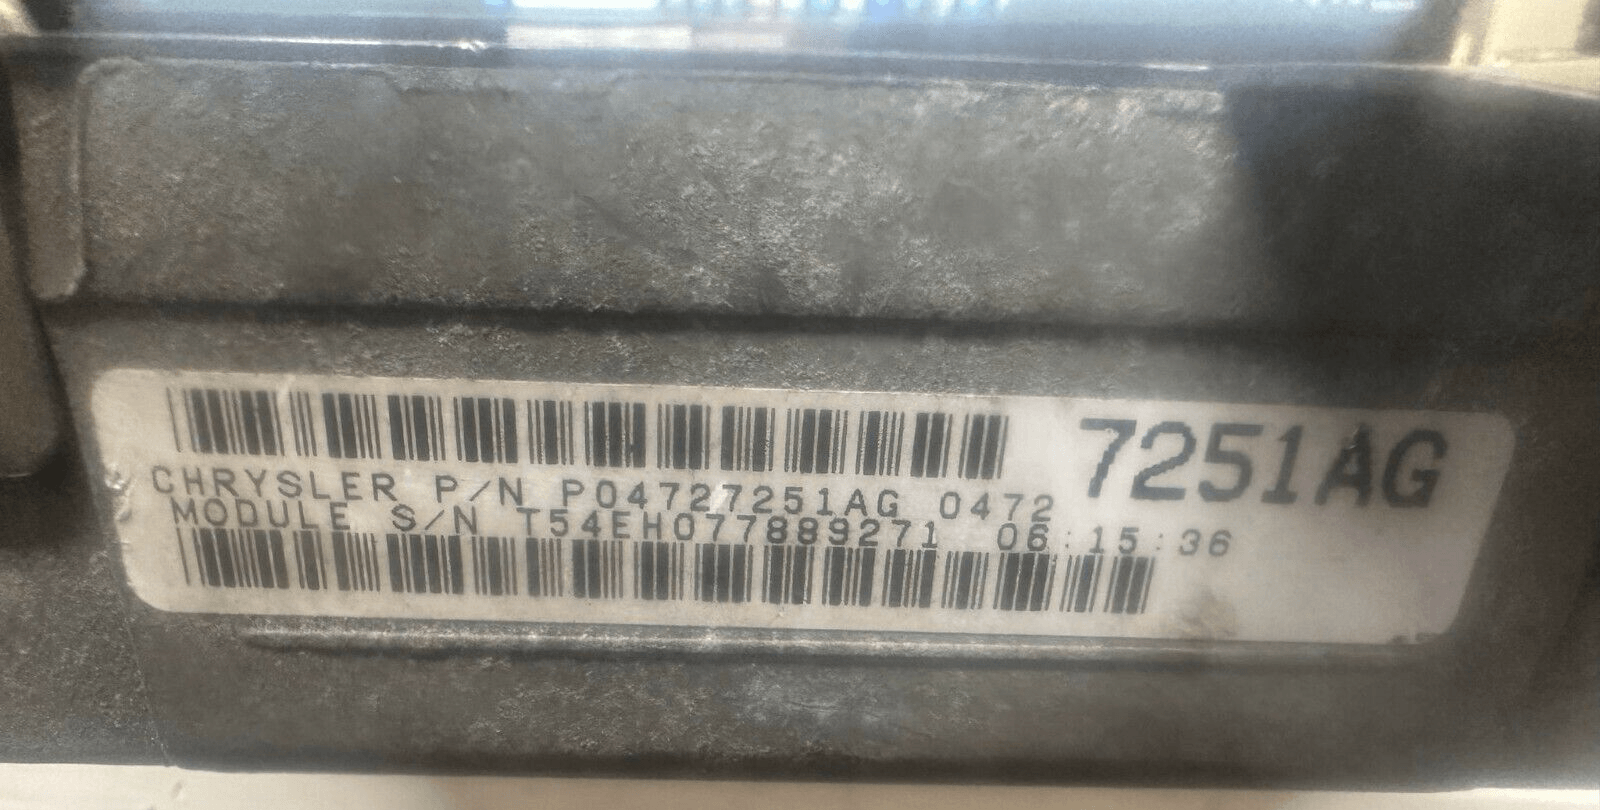 7251AG
CHRYSLER P/N P04727251AG 0472
MODULE S/N T54EH077889271 06:15:36